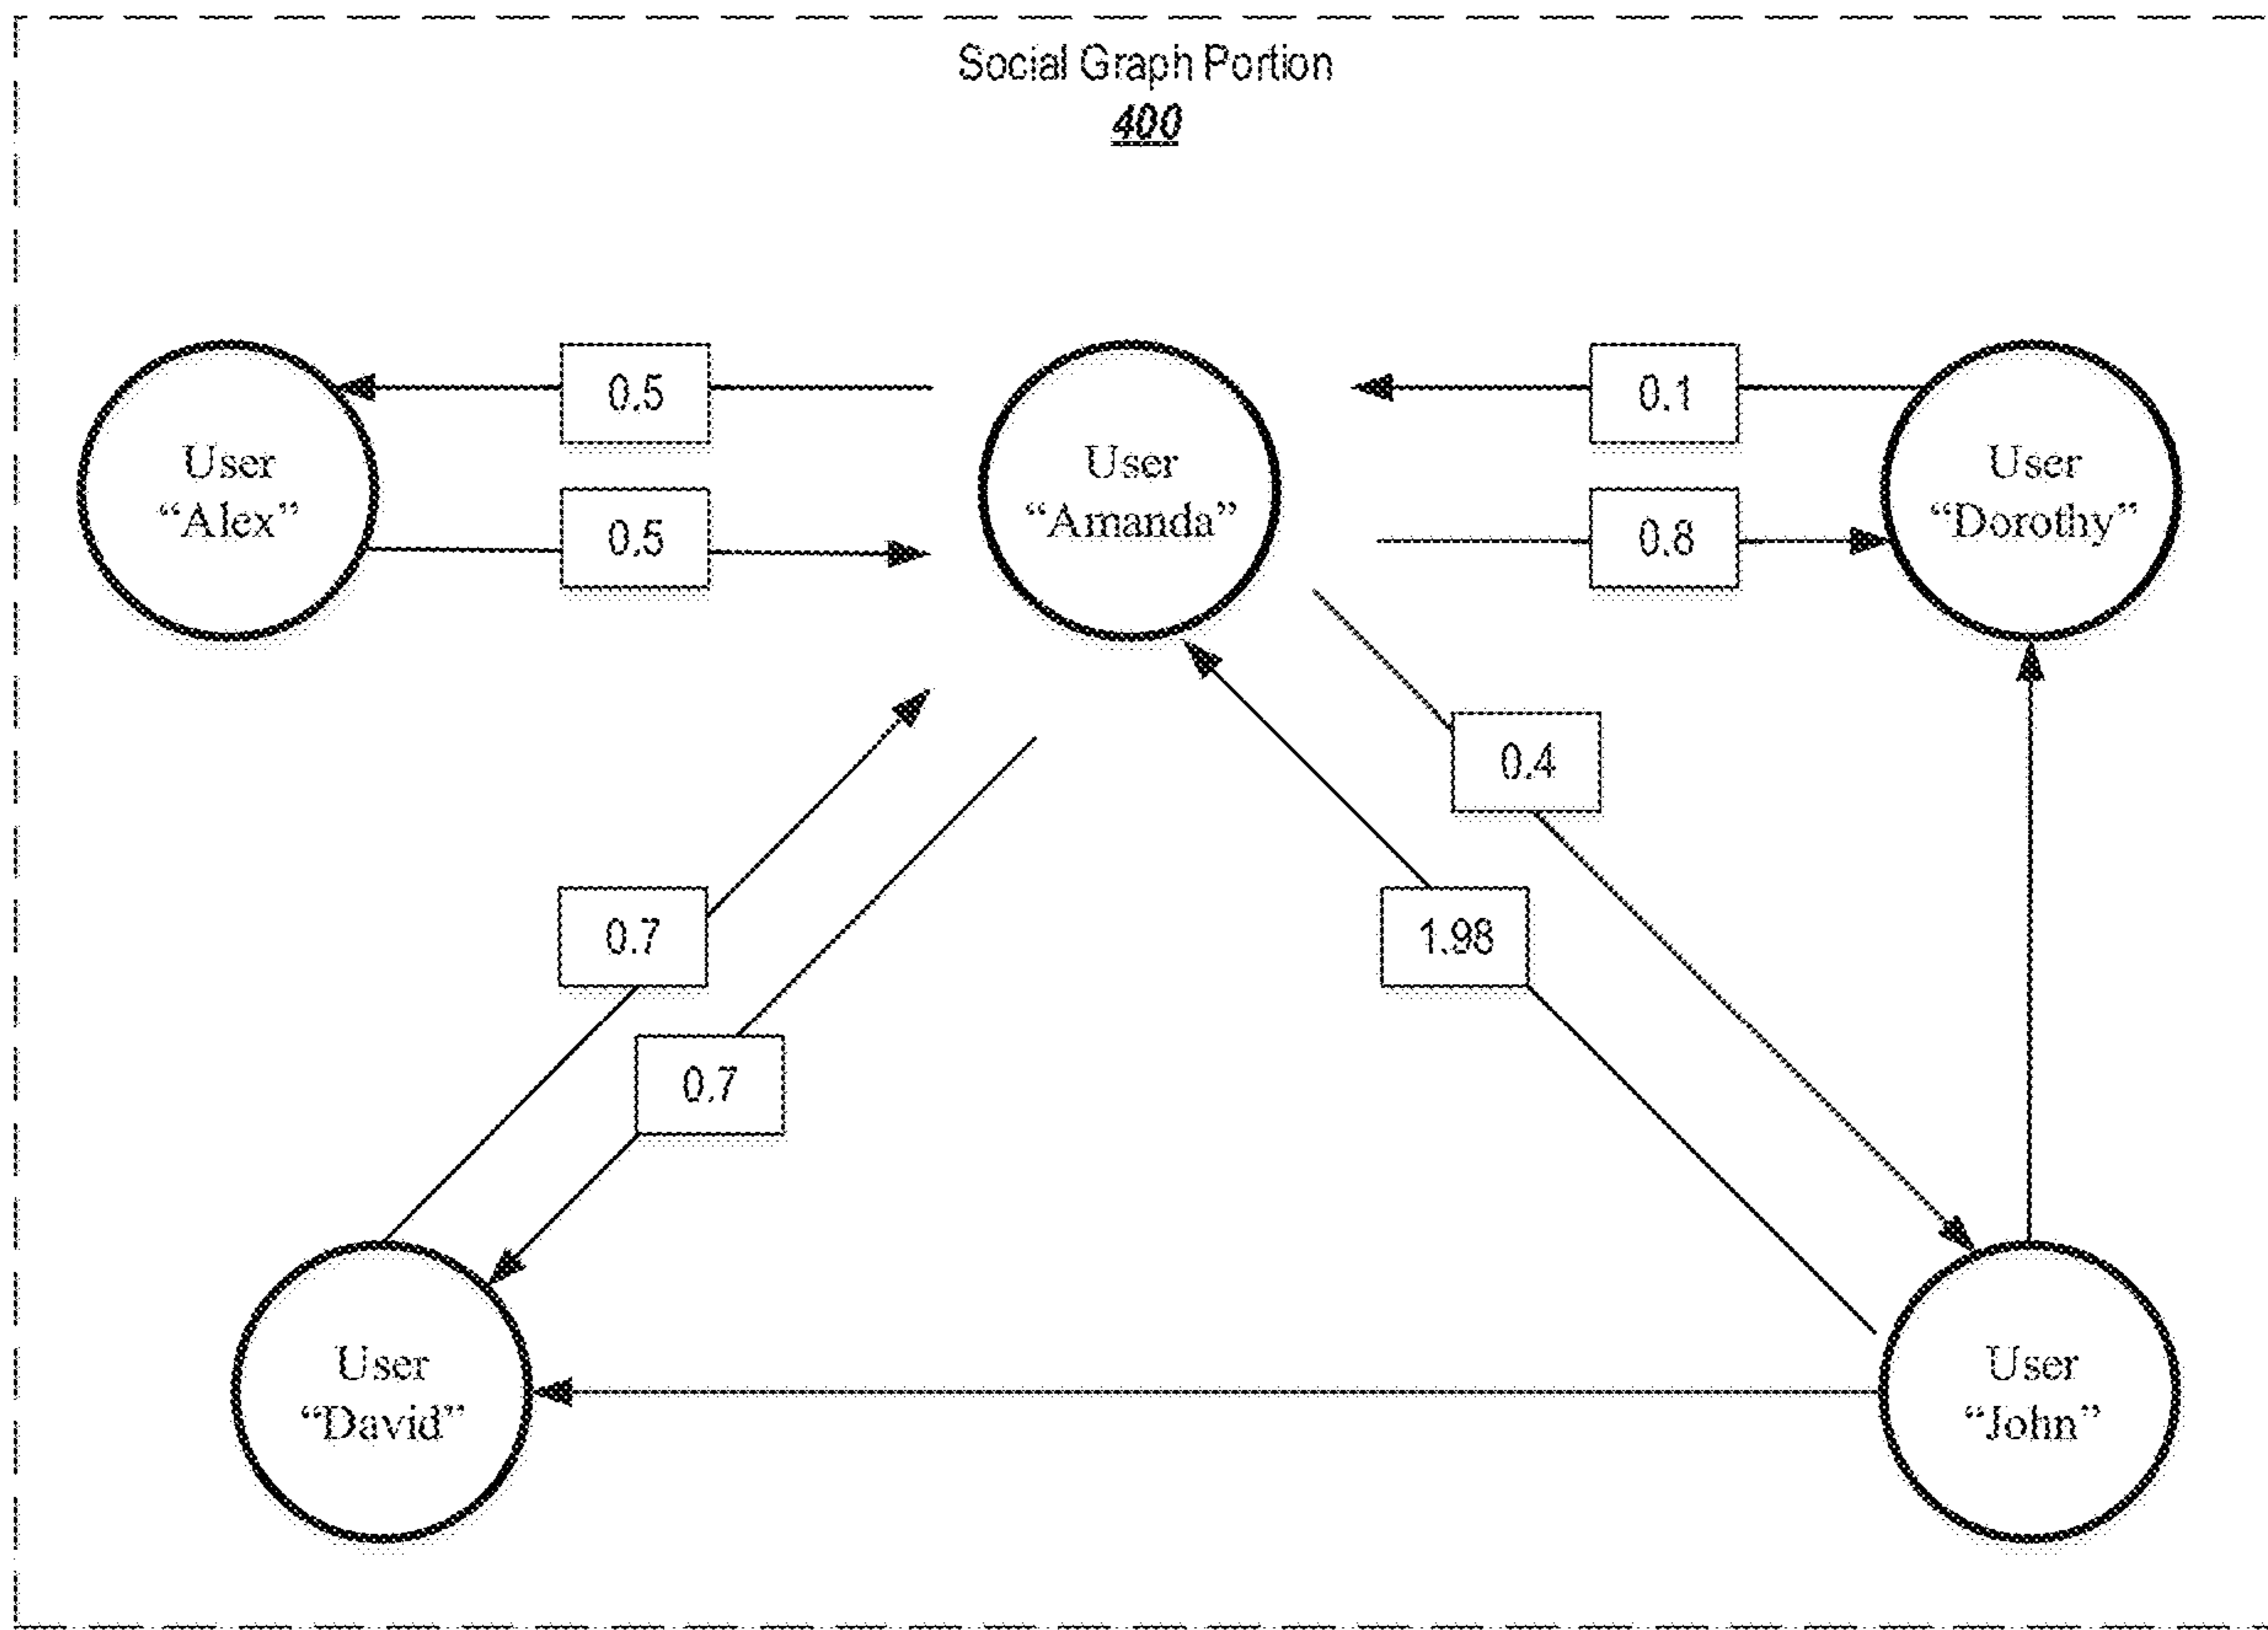 Social Graph Portion
400
0.5
0.1
User
“Alex”
User
“Amanda”
User
“Dorothy”
0.5
0.8
0.4
0.7
1.98
0.7
User
“David”
User
“John”